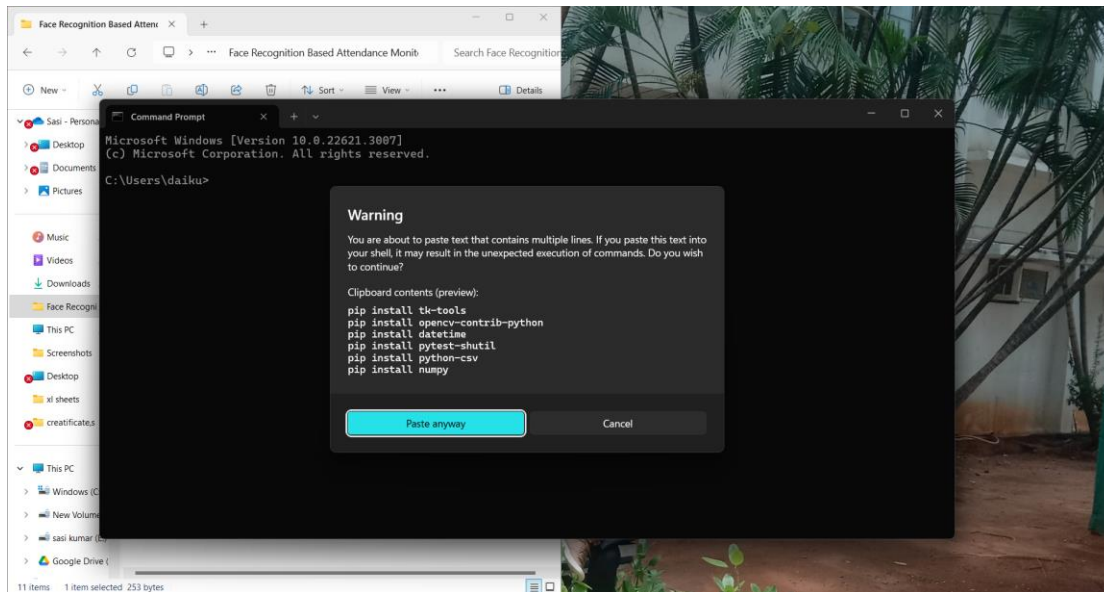 Face Recognition Based Attend
Face Recognition Based Attendance Monit
Search Face Recognition
New
Sort
View
Details
Sasi - Persona
Desktop
Documents
Pictures
Music
Videos
Downloads
Face Recogni
This PC
Screenshots
Desktop
xl sheets
creatificate,s
This PC
Windows (C
New Volume
sasi kumar (E:)
Google Drive (
11 items 1 item selected 253 bytes
Command Prompt
Microsoft Windows [Version 10.0.22621.3007]
(c) Microsoft Corporation. All rights reserved.
C:\Users\daiku>
Warning
You are about to paste text that contains multiple lines. If you paste this text into
your shell, it may result in the unexpected execution of commands. Do you wish
to continue?
Clipboard contents (preview):
pip install tk-tools
pip install opencv-contrib-python
pip install datetime
pip install pytest-shutil
pip install python-csv
pip install numpy
Paste anyway
Cancel